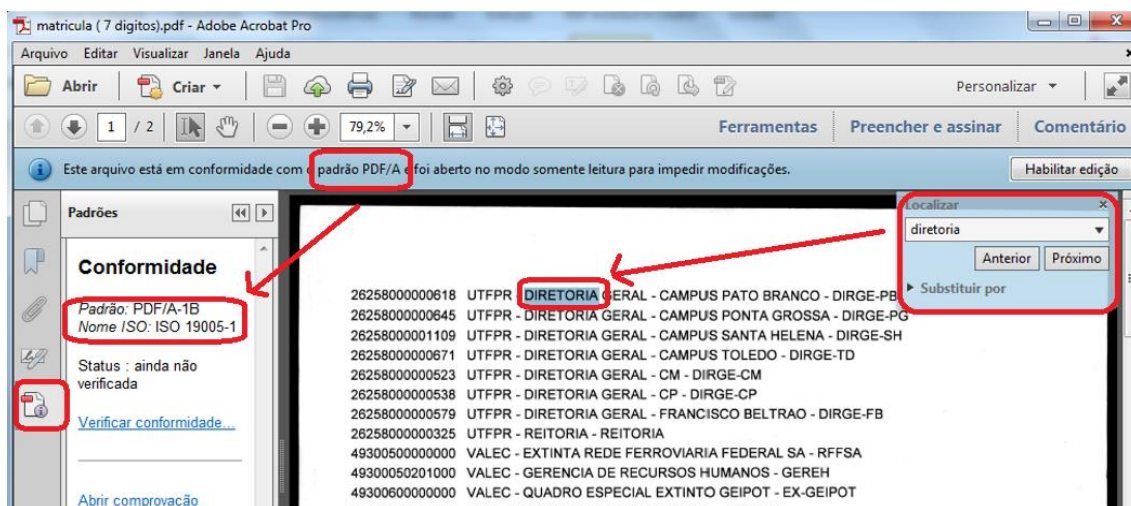 matricula ( 7 digitos).pdf - Adobe Acrobat Pro
Arquivo Editar Visualizar Janela Ajuda
Abrir Criar Personalizar
1 / 2 79,2% Ferramentas Preencher e assinar Comentário
Este arquivo está em conformidade com o padrão PDF/A e foi aberto no modo somente leitura para impedir modificações. Habilitar edição
Padrões
Conformidade
Padrão: PDF/A-1B
Nome ISO: ISO 19005-1
Status : ainda não
verificada
Verificar conformidade...
Abrir comprovação
Localizar
diretoria
Anterior Próximo
Substituir por
26258000000618 UTFPR - DIRETORIA GERAL - CAMPUS PATO BRANCO - DIRGE-PB
26258000000645 UTFPR - DIRETORIA GERAL - CAMPUS PONTA GROSSA - DIRGE-PG
26258000001109 UTFPR - DIRETORIA GERAL - CAMPUS SANTA HELENA - DIRGE-SH
26258000000671 UTFPR - DIRETORIA GERAL - CAMPUS TOLEDO - DIRGE-TD
26258000000523 UTFPR - DIRETORIA GERAL - CM - DIRGE-CM
26258000000538 UTFPR - DIRETORIA GERAL - CP - DIRGE-CP
26258000000579 UTFPR - DIRETORIA GERAL - FRANCISCO BELTRAO - DIRGE-FB
26258000000325 UTFPR - REITORIA - REITORIA
49300500000000 VALEC - EXTINTA REDE FERROVIARIA FEDERAL SA - RFFSA
49300050201000 VALEC - GERENCIA DE RECURSOS HUMANOS - GEREH
49300600000000 VALEC - QUADRO ESPECIAL EXTINTO GEIPOT - EX-GEIPOT